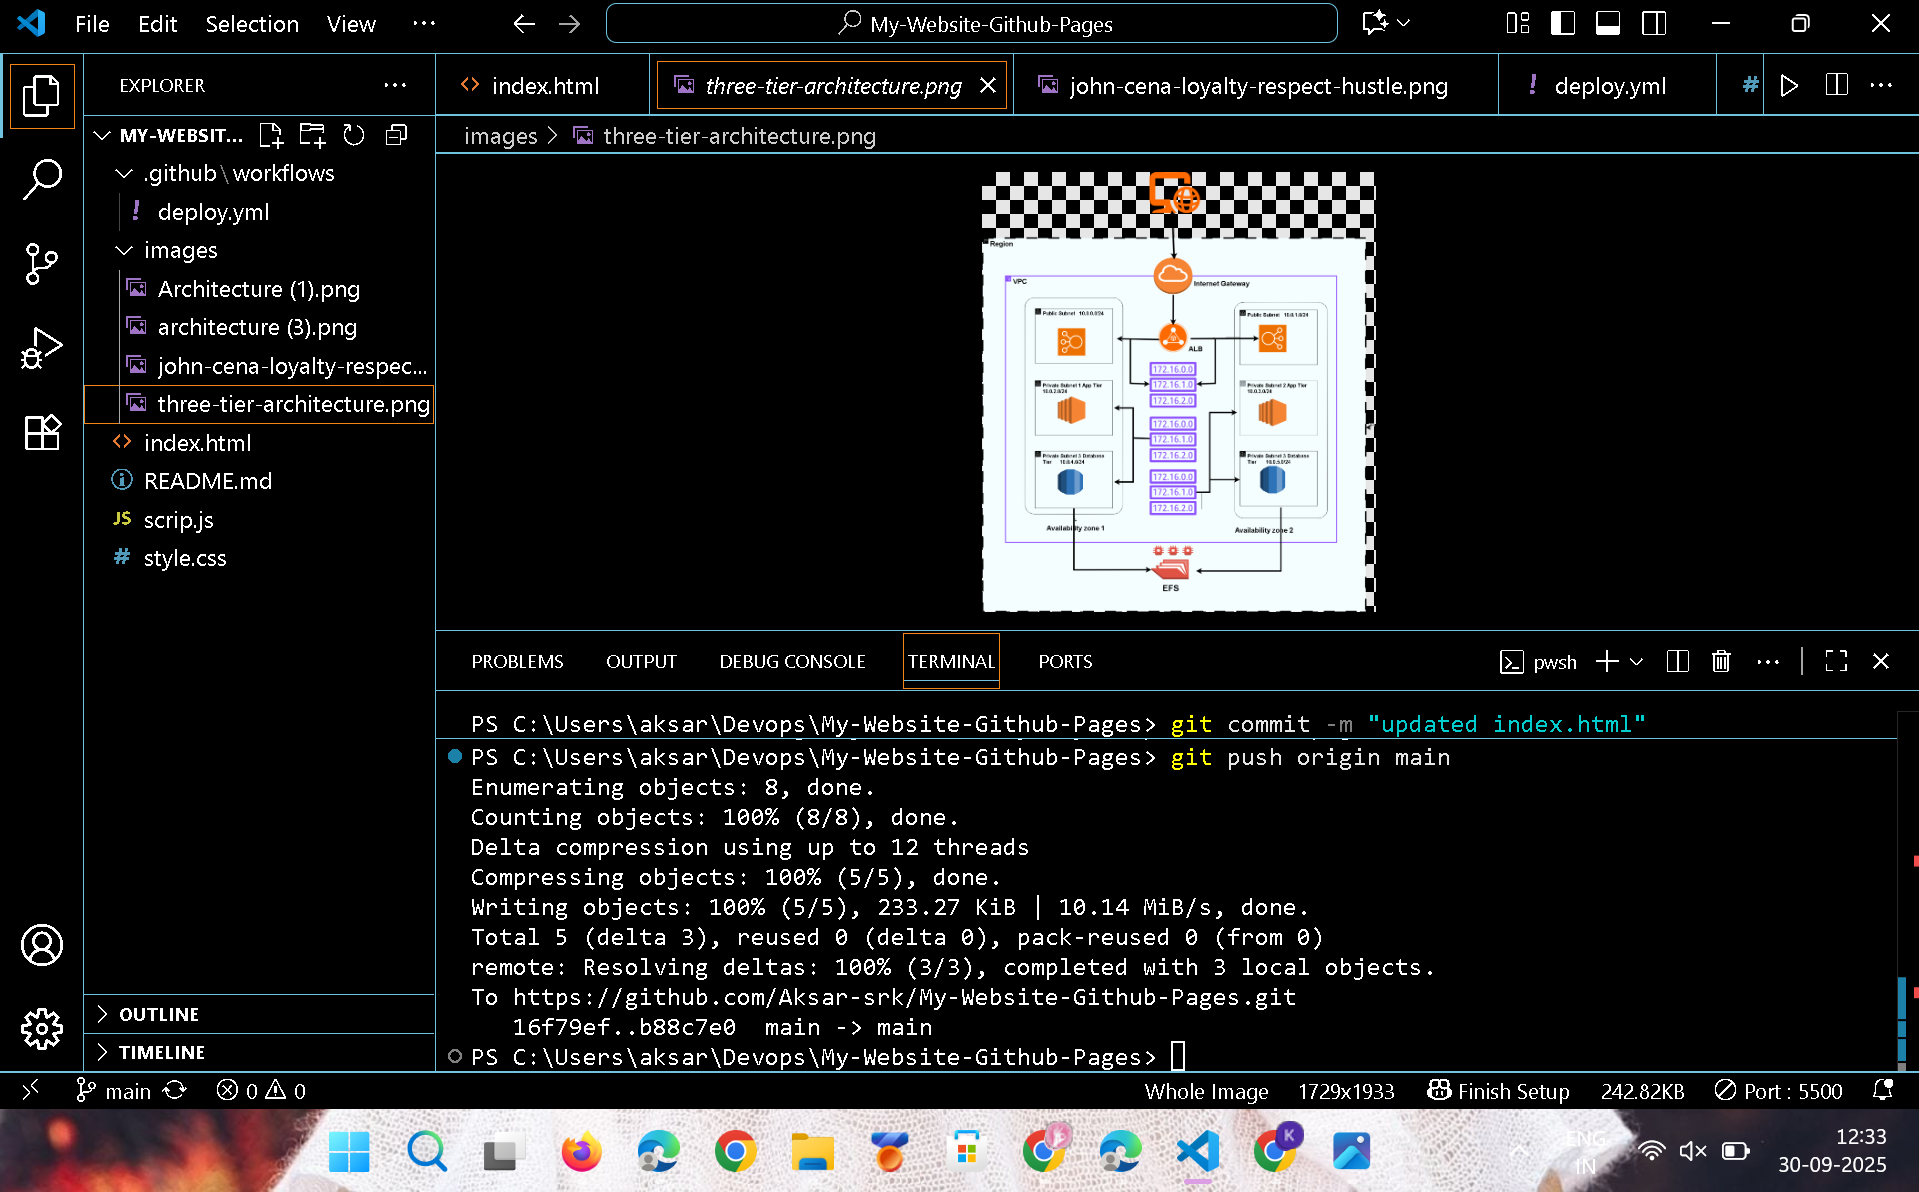 File Edit Selection View ···
My-Website-Github-Pages
EXPLORER
MY-WEBSIT...
.github\workflows
deploy.yml
images
Architecture (1).png
architecture (3).png
john-cena-loyalty-respec...
three-tier-architecture.png
index.html
README.md
JS scrip.js
# style.css
OUTLINE
TIMELINE
index.html
three-tier-architecture.png
john-cena-loyalty-respect-hustle.png
! deploy.yml
#
images > three-tier-architecture.png
Region
Internet Gateway
VPC
Public Subnet 10.0.0.0/24
Public Subnet 10.0.1.0/24
ALB
172.16.0.0
172.16.1.0
172.16.2.0
Private Subnet 1 App Tier
10.0.2.0/24
Private Subnet 2 App Tier
10.0.3.0/24
172.16.0.0
172.16.1.0
172.16.2.0
Private Subnet 3 Database
Tier 10.0.4.0/24
Private Subnet 3 Database
Tier 10.0.5.0/24
172.16.0.0
172.16.1.0
172.16.2.0
Availability zone 1
Availability zone 2
EFS
PROBLEMS OUTPUT DEBUG CONSOLE TERMINAL PORTS
pwsh
PS C:\Users\aksar\Devops\My-Website-Github-Pages> git commit -m "updated index.html"
PS C:\Users\aksar\Devops\My-Website-Github-Pages> git push origin main
Enumerating objects: 8, done.
Counting objects: 100% (8/8), done.
Delta compression using up to 12 threads
Compressing objects: 100% (5/5), done.
Writing objects: 100% (5/5), 233.27 KiB | 10.14 MiB/s, done.
Total 5 (delta 3), reused 0 (delta 0), pack-reused 0 (from 0)
remote: Resolving deltas: 100% (3/3), completed with 3 local objects.
To https://github.com/Aksar-srk/My-Website-Github-Pages.git
16f79ef..b88c7e0 main -> main
PS C:\Users\aksar\Devops\My-Website-Github-Pages>
main 0 0
Whole Image 1729x1933 Finish Setup 242.82KB Port : 5500
K
ENG
IN
12:33
30-09-2025